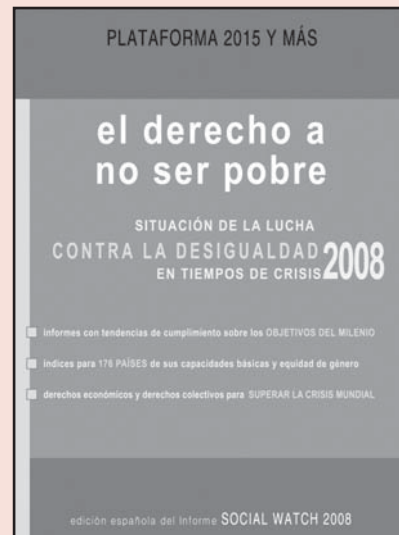 PLATAFORMA 2015 Y MÁS
el derecho a
no ser pobre
SITUACIÓN DE LA LUCHA
CONTRA LA DESIGUALDAD 2008
EN TIEMPOS DE CRISIS
informes con tendencias de cumplimiento sobre los OBJETIVOS DEL MILENIO
índices para 176 PAÍSES de sus capacidades básicas y equidad de género
derechos económicos y derechos colectivos para SUPERAR LA CRISIS MUNDIAL
edición española del Informe SOCIAL WATCH 2008